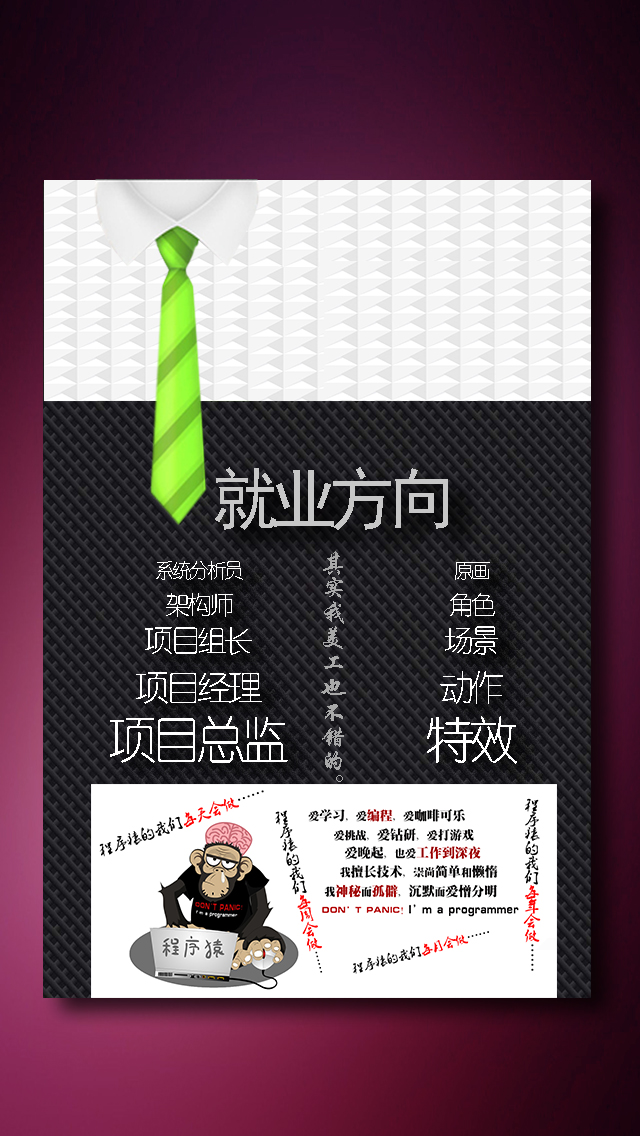 就业方向
系统分析员
架构师
项目组长
项目经理
项目总监
其实我美工也不错的。
原画
角色
场景
动作
特效
程序猿的我们每天会做······
DON'T PANIC!
I'm a programmer
程序猿
程序猿的我们每周会做······
爱学习，爱编程，爱咖啡可乐
爱挑战，爱钻研，爱打游戏
爱晚起，也爱工作到深夜
我擅长技术，崇尚简单和懒惰
我神秘而孤僻，沉默而爱憎分明
DON'T PANIC! I'm a programmer
程序猿的我们每月会做······
程序猿的我们每年会做······